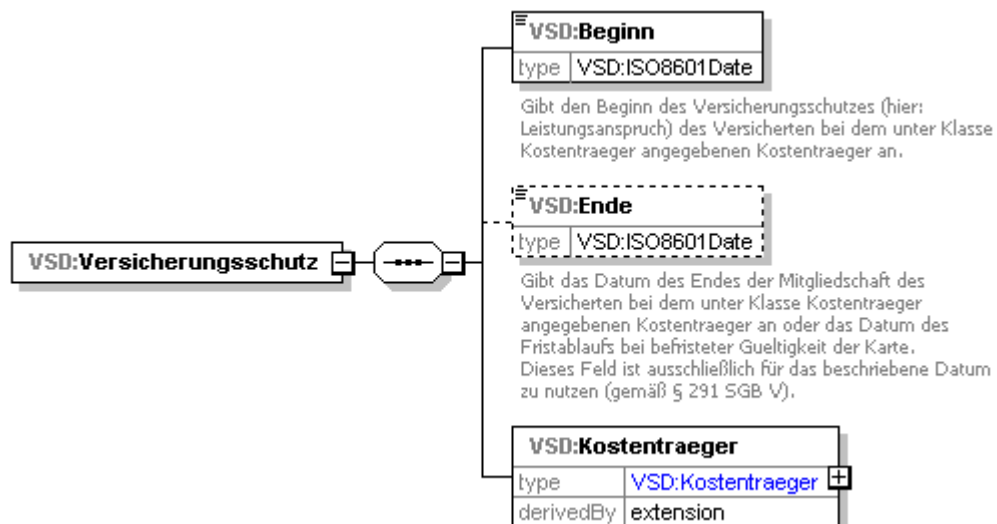 VSD:Beginn
type VSD:ISO8601Date
Gibt den Beginn des Versicherungsschutzes (hier:
Leistungsanspruch) des Versicherten bei dem unter Klasse
Kostentraeger angegebenen Kostentraeger an.
VSD:Ende
type VSD:ISO8601Date
VSD:Versicherungsschutz
Gibt das Datum des Endes der Mitgliedschaft des
Versicherten bei dem unter Klasse Kostentraeger
angegebenen Kostentraeger an oder das Datum des
Fristablaufs bei befristeter Gueltigkeit der Karte.
Dieses Feld ist ausschließlich für das beschriebene Datum
zu nutzen (gemäß § 291 SGB V).
VSD:Kostentraeger
type VSD:Kostentraeger
derivedBy extension